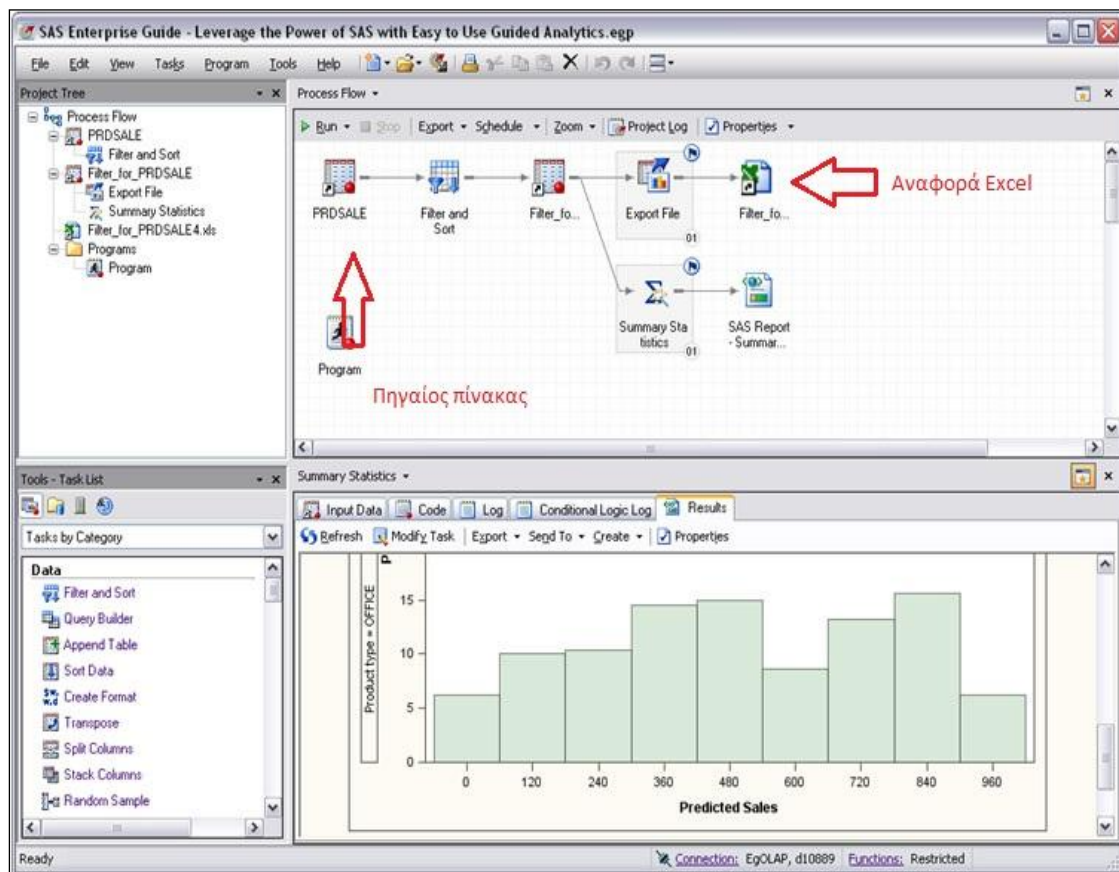 SAS Enterprise Guide - Leverage the Power of SAS with Easy to Use Guided Analytics.egp
File Edit View Tasks Program Tools Help
Project Tree
Process Flow
PRDSALE
Filter and Sort
Filter_for_PRDSALE
Export File
Summary Statistics
Filter_for_PRDSALE4.xls
Programs
Program
Process Flow
Run Stop Export Schedule Zoom Project Log Properties
PRDSALE
Filter and
Sort
Filter_fo...
Export File
01
Filter_fo...
Αναφορά Excel
Summary Sta
tistics
01
SAS Report
- Summar...
Program
Πηγαίος πίνακας
Tools - Task List
Tasks by Category
Data
Filter and Sort
Query Builder
Append Table
Sort Data
Create Format
Transpose
Split Columns
Stack Columns
Random Sample
Summary Statistics
Input Data Code Log Conditional Logic Log Results
Refresh Modify Task Export Send To Create Properties
Product type = OFFICE
15
10
5
0
0 120 240 360 480 600 720 840 960
Predicted Sales
Ready
Connection: EgOLAP, d10889 Functions: Restricted